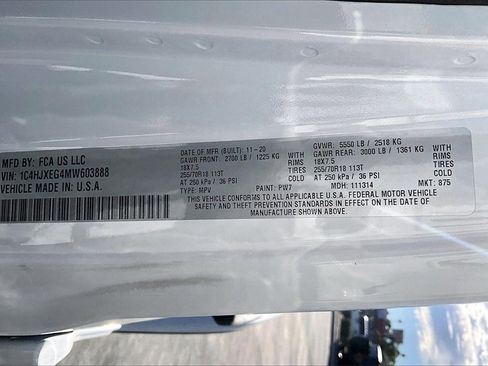 MFD BY: FCA US LLC
VIN: 1C4HJXEG4MW603888
VEHICLE MADE IN U.S.A.
DATE OF MFR (BUILT): 11-20
GAWR FRONT: 2700 LB / 1225 KG WITH
18X7.5 RIMS
255/70R18 113T TIRES
AT 250 kPa / 36 PSI COLD
TYPE: MPV
GVWR: 5550 LB / 2518 KG
GAWR REAR: 3000 LB / 1361 KG WITH
18X7.5 RIMS
255/70R18 113T TIRES
AT 250 kPa / 36 PSI COLD
PAINT: PW7 MDH: 111314 MKT: 875
THIS VEHICLE CONFORMS TO ALL APPLICABLE U.S.A. FEDERAL MOTOR VEHICLE
SAFETY AND THEFT PREVENTION STANDARDS IN EFFECT ON THE DATE OF
MANUFACTURE SHOWN ABOVE.